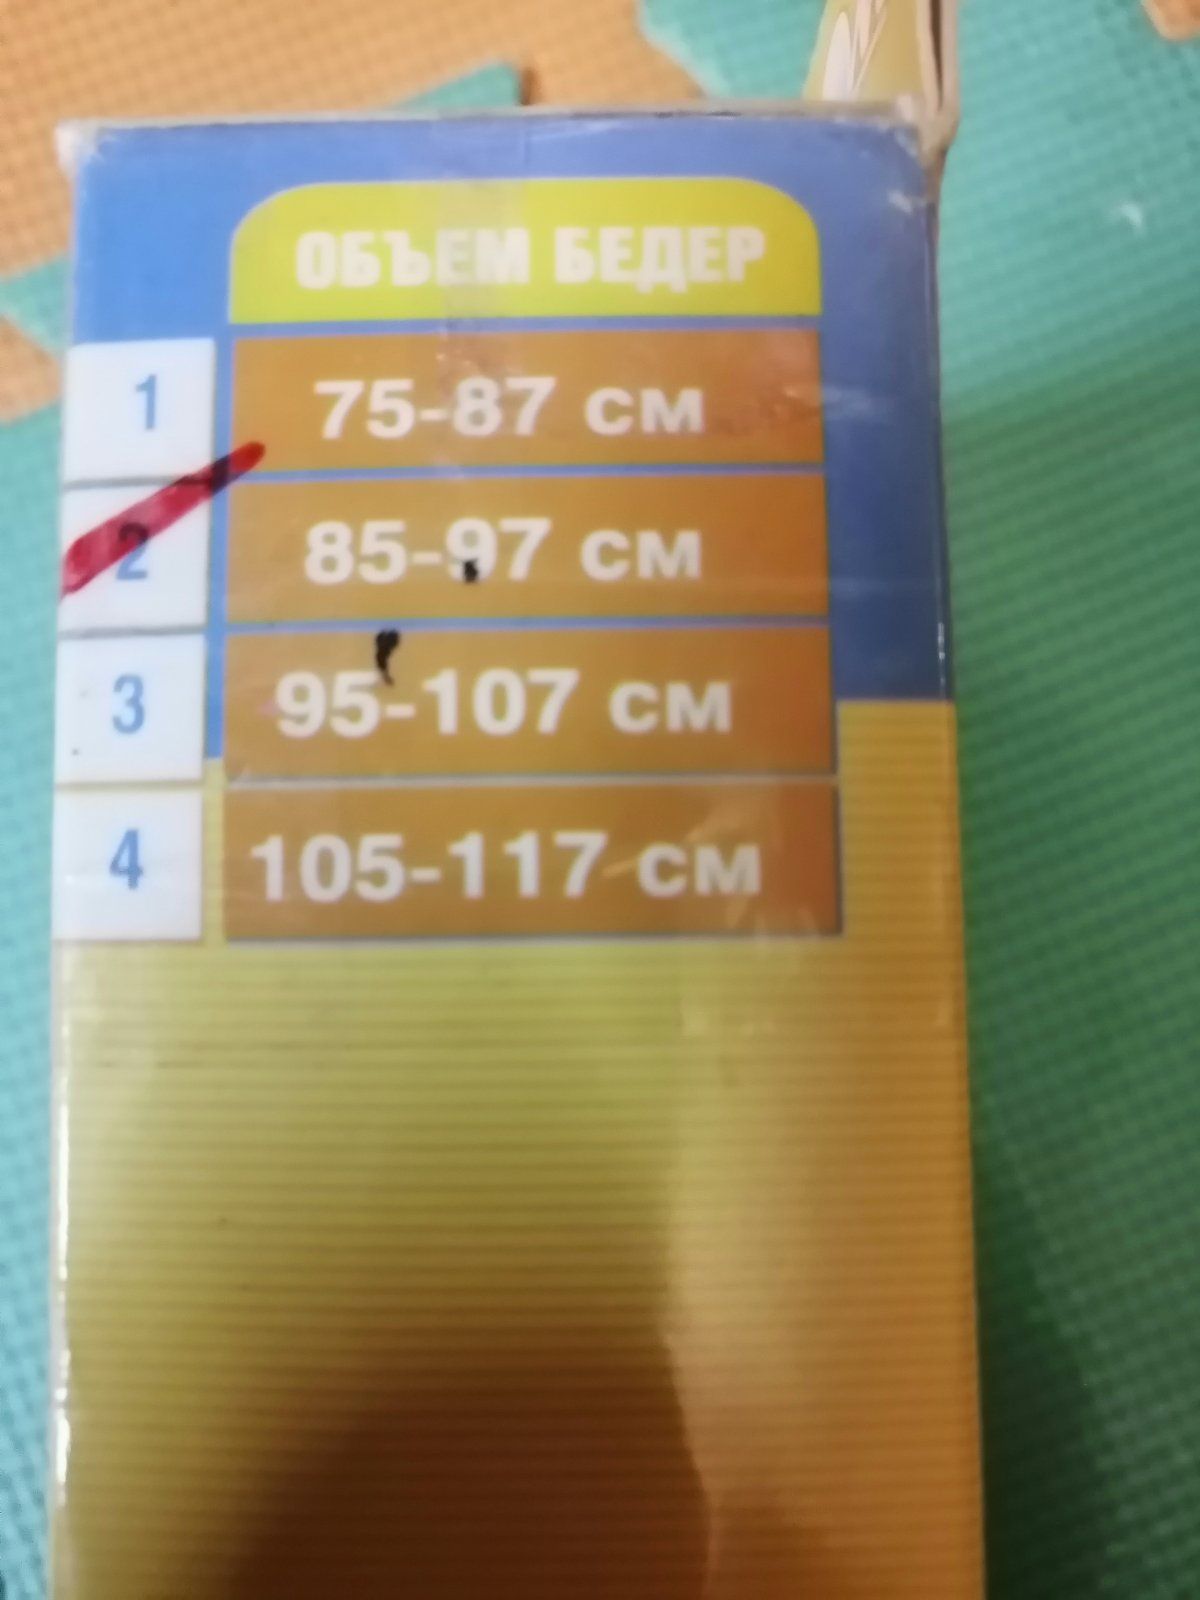 ОБЪЕМ БЕДЕР
1 75-87 см
2 85-97 см
3 95-107 см
4 105-117 см